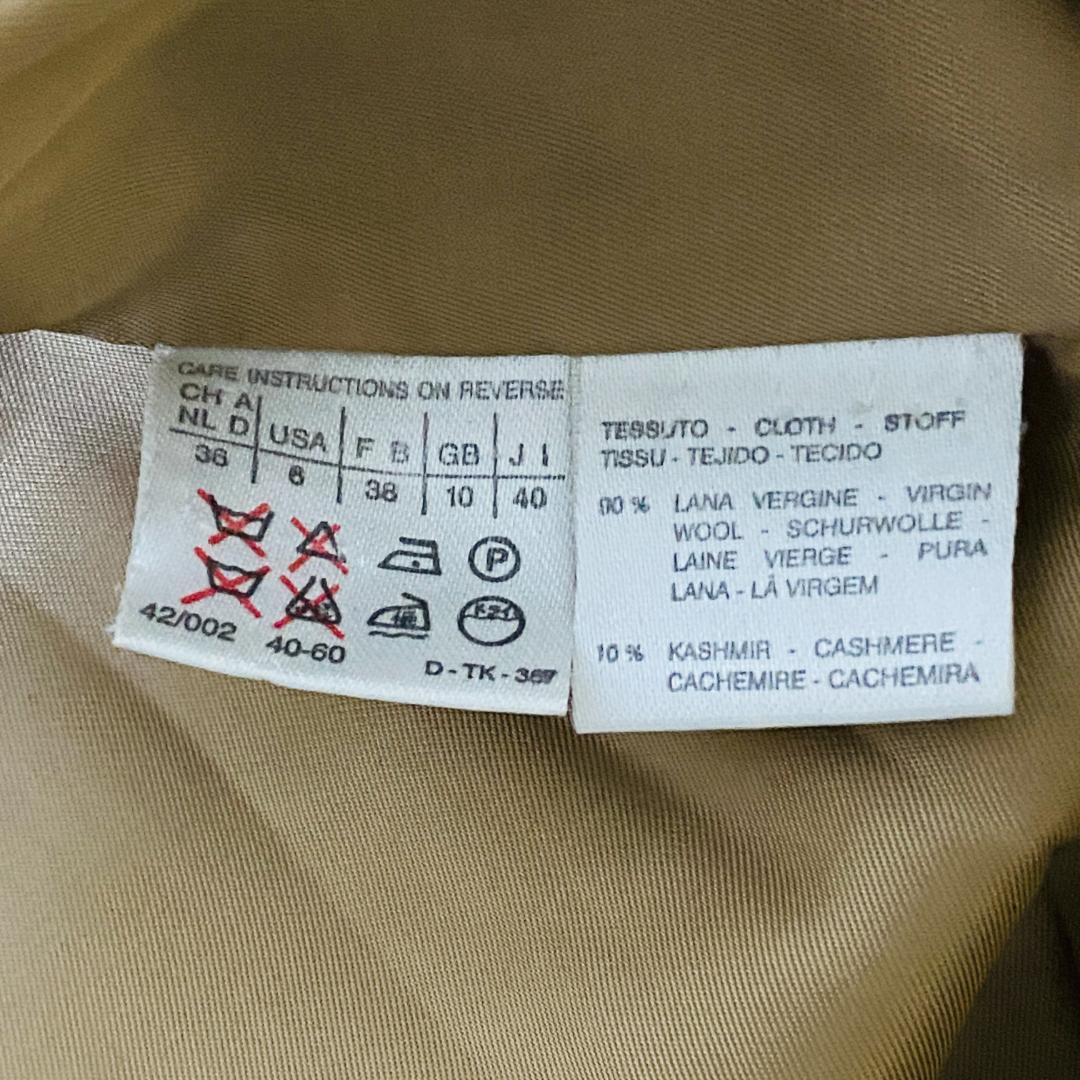 CARE INSTRUCTIONS ON REVERSE
CH A
NL D USA F B GB J I
36 6 38 10 40
P
42/002 40-60
D - TK - 367
TESSUTO - CLOTH - STOFF
TISSU - TEJIDO - TECIDO
90 % LANA VERGINE - VIRGIN
WOOL - SCHURWOLLE -
LAINE VIERGE - PURA
LANA - LÃ VIRGEM
10 % KASHMIR - CASHMERE -
CACHEMIRE - CACHEMIRA